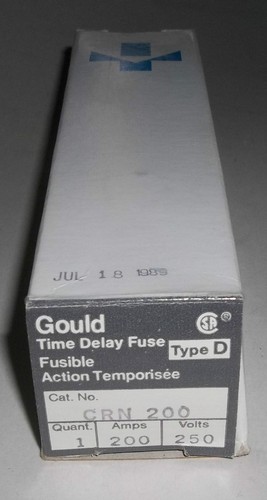 JUL 18 1989
Gould
Time Delay Fuse Type D
Fusible
Action Temporisée
Cat. No.
CRN 200
Quant. Amps Volts
1 200 250